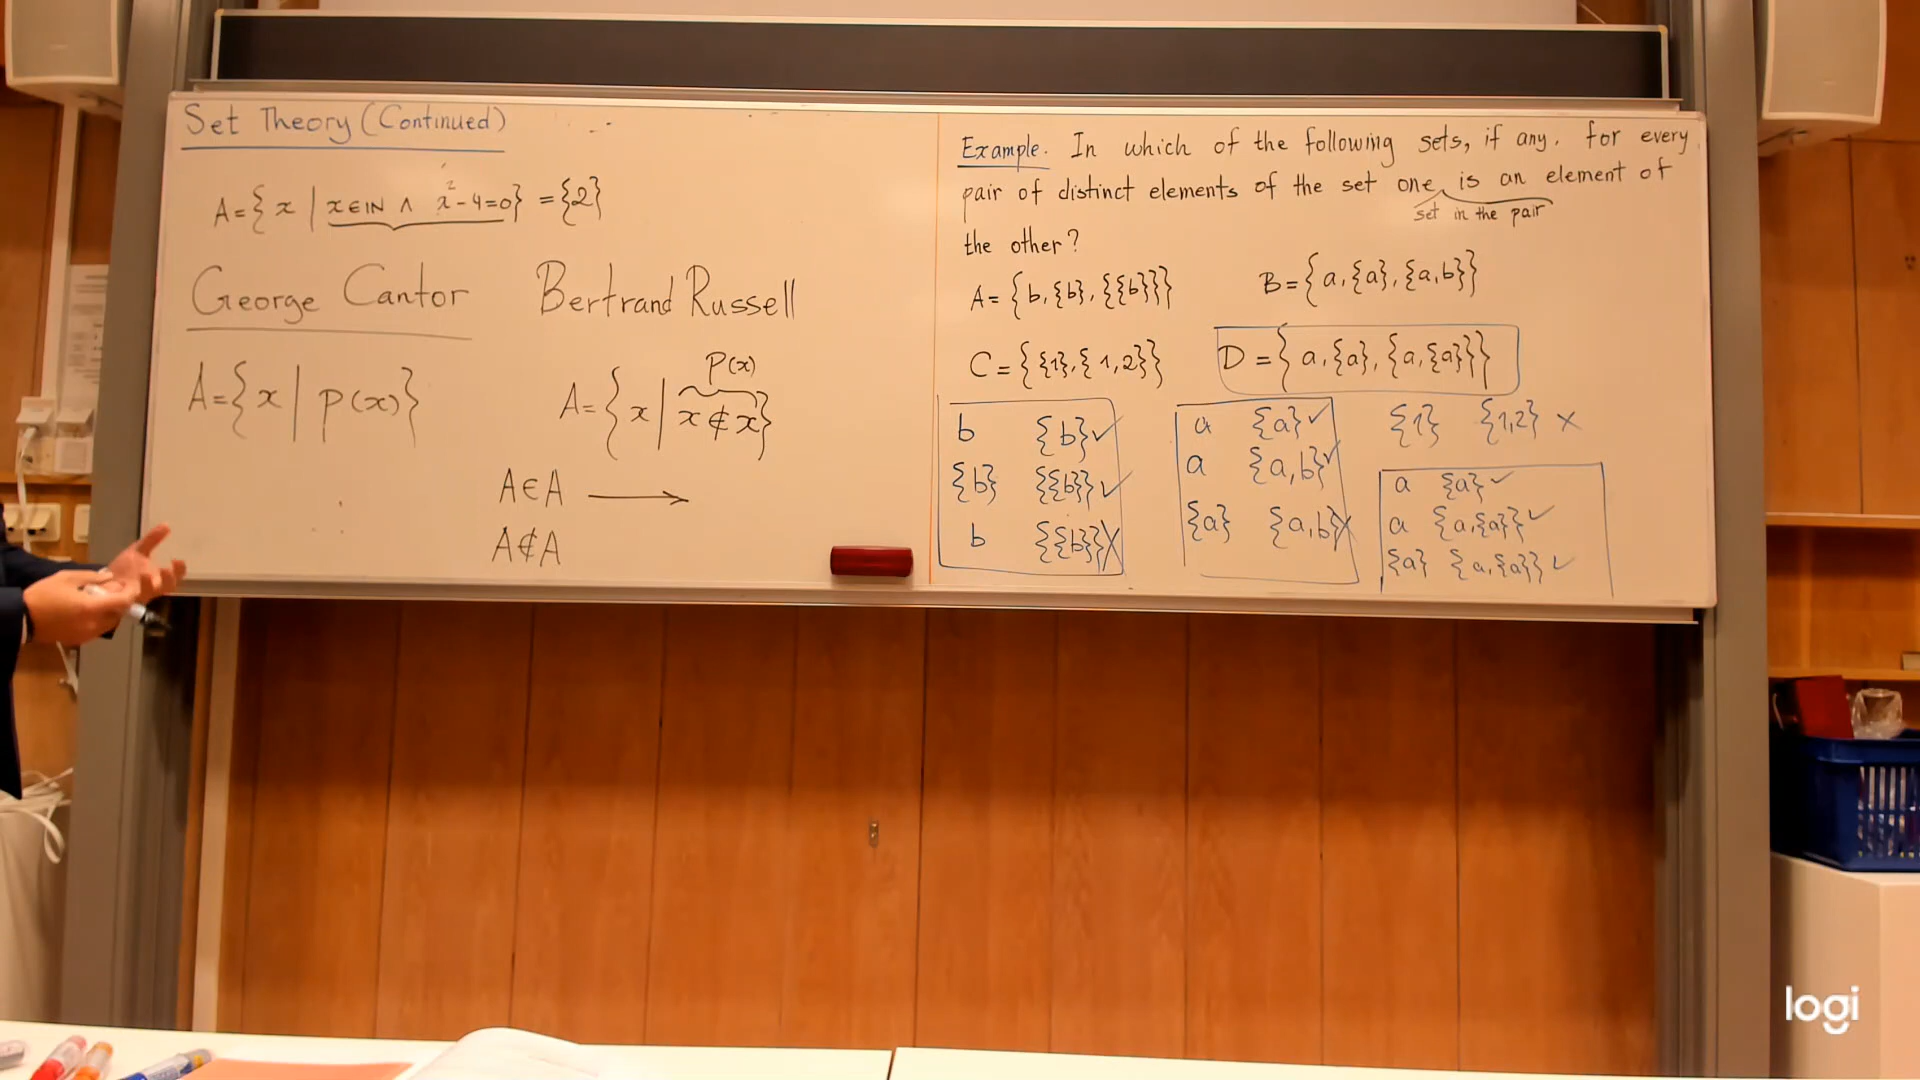 Set Theory (Continued)
A={x | x∈IN ∧ x²-4=0} = {2}
George Cantor
Bertrand Russell
A={x | P(x)}
P(x)
A={x | x∉x}
A∈A ⟶
A∉A
Example. In which of the following sets, if any, for every
pair of distinct elements of the set one is an element of
set in the pair
the other?
A={b,{b},{{b}}}
B={a,{a},{a,b}}
C={{1},{1,2}}
D={a,{a},{a,{a}}}
b {b} ✓
{b} {{b}} ✓
b {{b}} X
a {a} ✓
a {a,b} ✓
{a} {a,b} X
{1} {1,2} X
a {a} ✓
a {a,{a}} ✓
{a} {a,{a}} ✓
logi